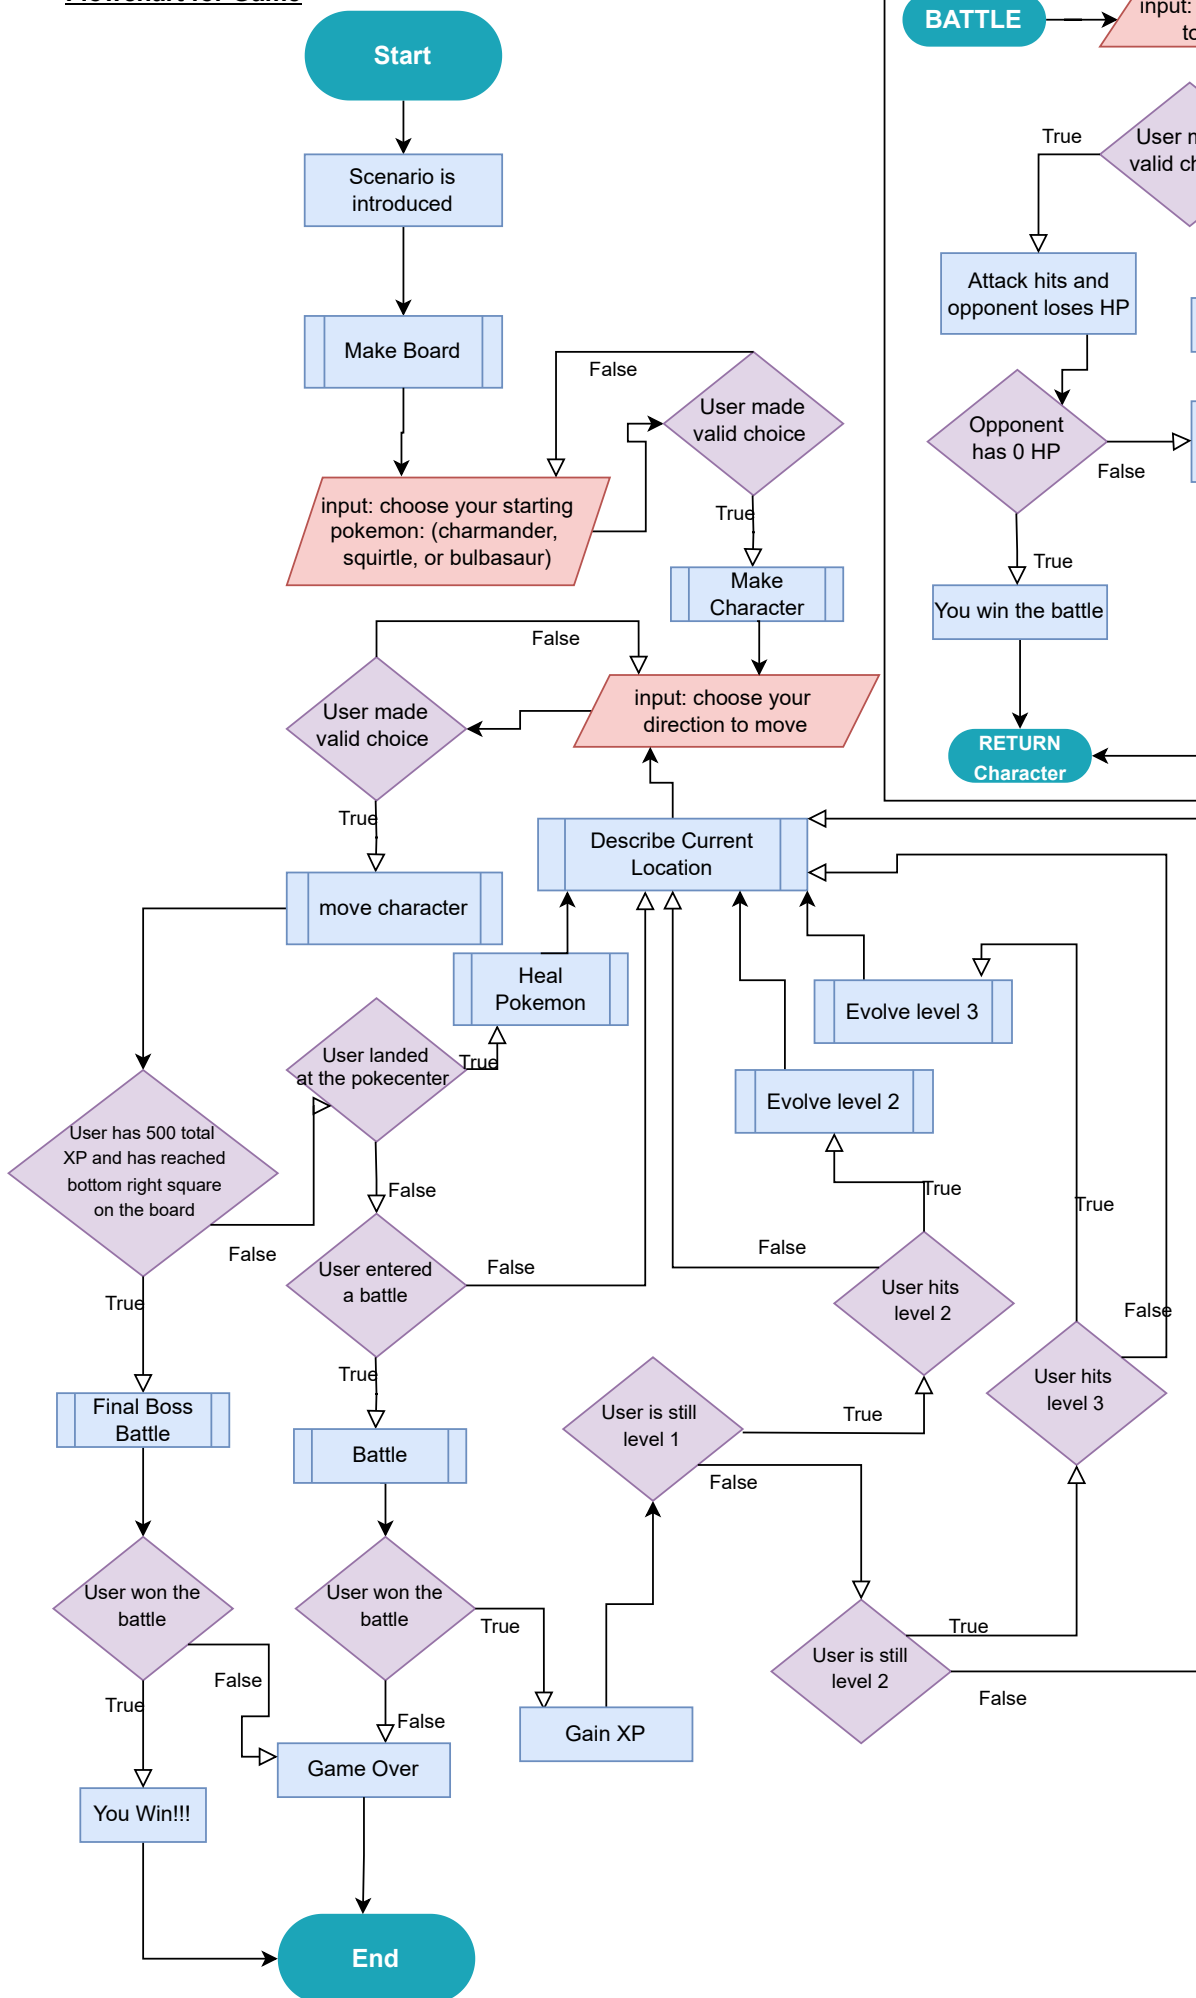 Flowchart for Game
Start
Scenario is
introduced
Make Board
False
User made
valid choice
input: choose your starting
pokemon: (charmander,
squirtle, or bulbasaur)
True
Make
Character
False
User made
valid choice
input: choose your
direction to move
True
Describe Current
Location
move character
Heal
Pokemon
Evolve level 3
User landed
at the pokecenter
True
Evolve level 2
User has 500 total
XP and has reached
bottom right square
on the board
False
False
True
True
User entered
a battle
False
False
User hits
level 2
True
False
True
User hits
level 3
Final Boss
Battle
Battle
User is still
level 1
True
False
User won the
battle
User won the
battle
True
True
User is still
level 2
False
False
True
False
Gain XP
Game Over
You Win!!!
End
BATTLE
input:
True
User
Attack hits and
opponent loses HP
Opponent
has 0 HP
False
True
You win the battle
RETURN
Character